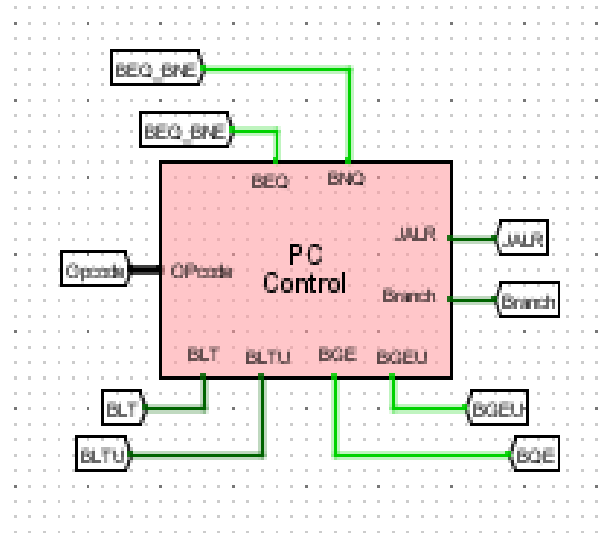 BEQ_BNE
BEQ_BNE
BEQ BNQ
JALR JALR
Opcode OPcode
PC
Control
Branch Branch
BLT BLTU BGE BGEU
BLT BGEU
BLTU BGE